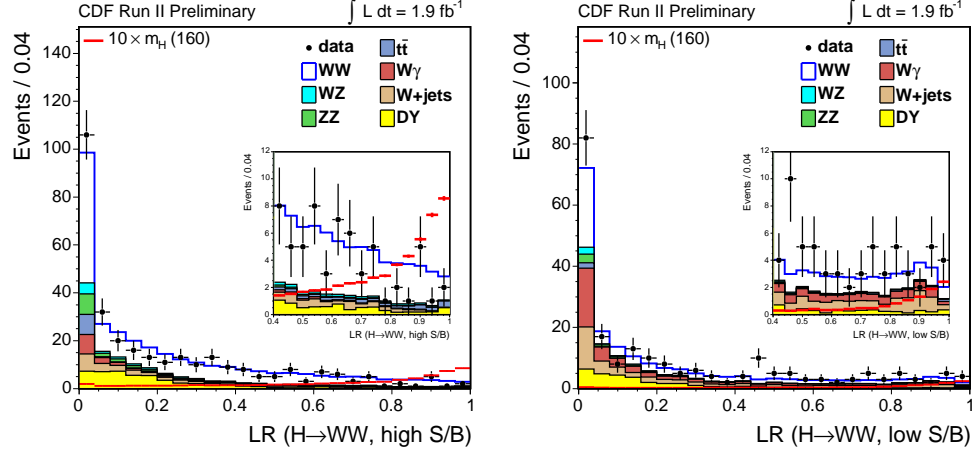 CDF Run II Preliminary
∫ L dt = 1.9 fb⁻¹
10 × m_H (160)
data
WW
WZ
ZZ
tt̄
Wγ
W+jets
DY
Events / 0.04
140
120
100
80
60
40
20
0
0 0.2 0.4 0.6 0.8 1
LR (H→WW, high S/B)
Events / 0.04
12
10
8
6
4
2
0
0.4 0.5 0.6 0.7 0.8 0.9 1
LR (H→WW, high S/B)
CDF Run II Preliminary
∫ L dt = 1.9 fb⁻¹
10 × m_H (160)
data
WW
WZ
ZZ
tt̄
Wγ
W+jets
DY
Events / 0.04
100
80
60
40
20
0
0 0.2 0.4 0.6 0.8 1
LR (H→WW, low S/B)
Events / 0.04
12
10
8
6
4
2
0
0.4 0.5 0.6 0.7 0.8 0.9 1
LR (H→WW, low S/B)